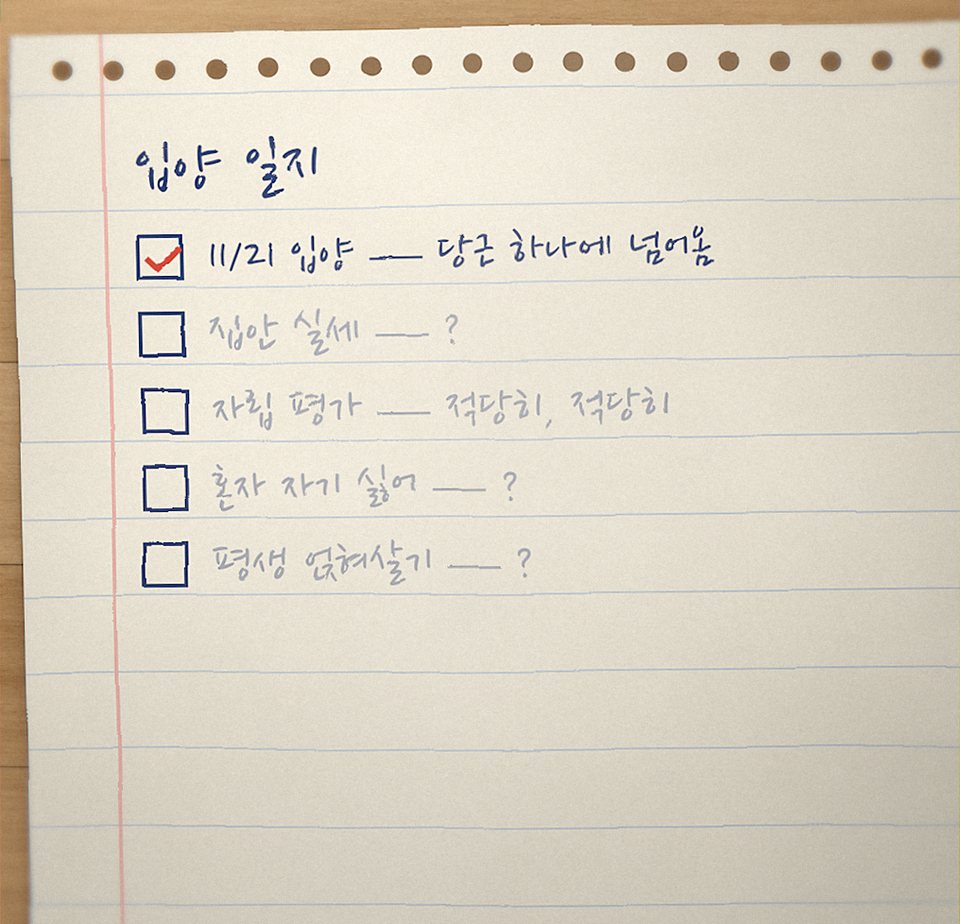 입양 일지
11/21 입양 — 당근 하나에 넘어옴
집안 실세 — ?
자립 평가 — 적당히, 적당히
혼자 자기 싫어 — ?
평생 얹혀살기 — ?